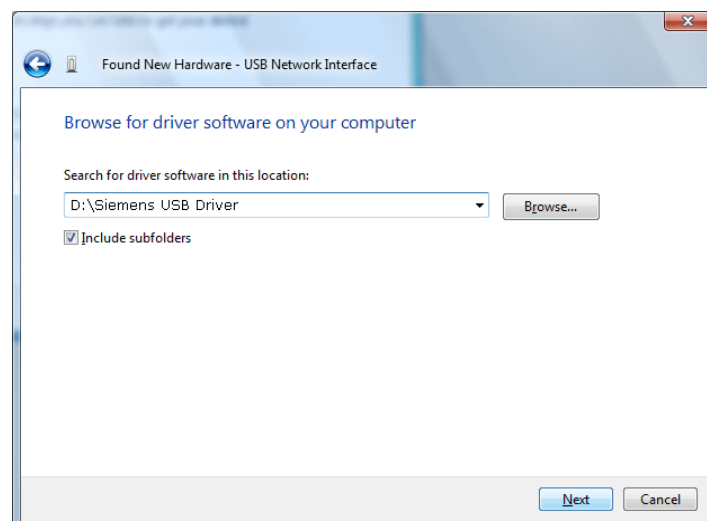 Found New Hardware - USB Network Interface
Browse for driver software on your computer
Search for driver software in this location:
D:\Siemens USB Driver
Browse...
Include subfolders
Next
Cancel